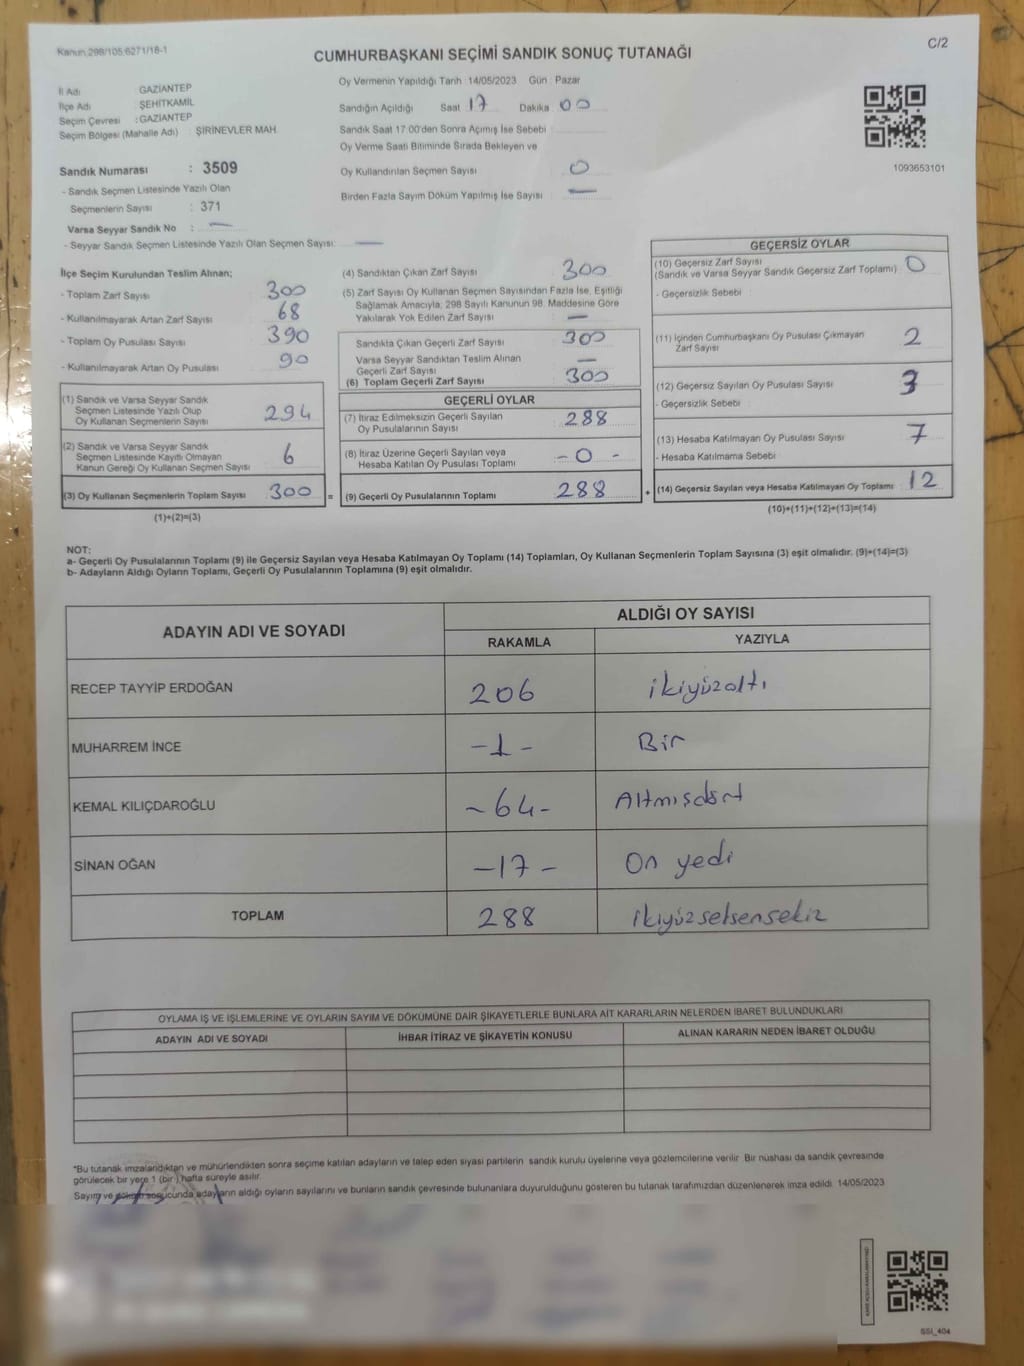 Kanun:298/105:6271/18-1
C/2
CUMHURBAŞKANI SEÇİMİ SANDIK SONUÇ TUTANAĞI
İl Adı : GAZİANTEP
İlçe Adı : ŞEHİTKAMİL
Seçim Çevresi : GAZİANTEP
Seçim Bölgesi (Mahalle Adı) : ŞİRİNEVLER MAH.
Sandık Numarası : 3509
- Sandık Seçmen Listesinde Yazılı Olan
Seçmenlerin Sayısı : 371
Varsa Seyyar Sandık No : —
- Seyyar Sandık Seçmen Listesinde Yazılı Olan Seçmen Sayısı: —
Oy Vermenin Yapıldığı Tarih 14/05/2023 Gün Pazar
Sandığın Açıldığı Saat 17 Dakika 00
Sandık Saat 17:00'den Sonra Açımış İse Sebebi :
Oy Verme Saati Bitiminde Sırada Bekleyen ve
Oy Kullandırılan Seçmen Sayısı : 0
Birden Fazla Sayım Döküm Yapılmış İse Sayısı : —
1093653101
İlçe Seçim Kurulundan Teslim Alınan;
- Toplam Zarf Sayısı : 300
- Kullanılmayarak Artan Zarf Sayısı : 68
- Toplam Oy Pusulası Sayısı : 390
- Kullanılmayarak Artan Oy Pusulası : 90
(1) Sandık ve Varsa Seyyar Sandık
Seçmen Listesinde Yazılı Olup
Oy Kullanan Seçmenlerin Sayısı 294
(2) Sandık ve Varsa Seyyar Sandık
Seçmen Listesinde Kayıtlı Olmayan
Kanun Gereği Oy Kullanan Seçmen Sayısı 6
(3) Oy Kullanan Seçmenlerin Toplam Sayısı 300 =
(1)+(2)=(3)
(4) Sandıktan Çıkan Zarf Sayısı 300
(5) Zarf Sayısı Oy Kullanan Seçmen Sayısından Fazla İse, Eşitliği
Sağlamak Amacıyla, 298 Sayılı Kanunun 98. Maddesine Göre
Yakılarak Yok Edilen Zarf Sayısı : —
Sandıkta Çıkan Geçerli Zarf Sayısı 300
Varsa Seyyar Sandıktan Teslim Alınan
Geçerli Zarf Sayısı —
(6) Toplam Geçerli Zarf Sayısı 300
GEÇERLİ OYLAR
(7) İtiraz Edilmeksizin Geçerli Sayılan
Oy Pusulalarının Sayısı 288
(8) İtiraz Üzerine Geçerli Sayılan veya
Hesaba Katılan Oy Pusulası Toplamı - 0 -
(9) Geçerli Oy Pusulalarının Toplamı 288 +
GEÇERSİZ OYLAR
(10) Geçersiz Zarf Sayısı 0
(Sandık ve Varsa Seyyar Sandık Geçersiz Zarf Toplamı)
- Geçersizlik Sebebi :
(11) İçinden Cumhurbaşkanı Oy Pusulası Çıkmayan
Zarf Sayısı 2
(12) Geçersiz Sayılan Oy Pusulası Sayısı 3
- Geçersizlik Sebebi :
(13) Hesaba Katılmayan Oy Pusulası Sayısı 7
- Hesaba Katılmama Sebebi :
(14) Geçersiz Sayılan veya Hesaba Katılmayan Oy Toplamı 12
(10)+(11)+(12)+(13)=(14)
NOT:
a- Geçerli Oy Pusulalarının Toplamı (9) ile Geçersiz Sayılan veya Hesaba Katılmayan Oy Toplamı (14) Toplamları, Oy Kullanan Seçmenlerin Toplam Sayısına (3) eşit olmalıdır. (9)+(14)=(3)
b- Adayların Aldığı Oyların Toplamı, Geçerli Oy Pusulalarının Toplamına (9) eşit olmalıdır.
ADAYIN ADI VE SOYADI
ALDIĞI OY SAYISI
RAKAMLA YAZIYLA
RECEP TAYYİP ERDOĞAN 206 ikiyüzaltı
MUHARREM İNCE -1- Bir
KEMAL KILIÇDAROĞLU -64- Altmışdört
SİNAN OĞAN -17- On yedi
TOPLAM 288 ikiyüzseksensekiz
OYLAMA İŞ VE İŞLEMLERİNE VE OYLARIN SAYIM VE DÖKÜMÜNE DAİR ŞİKAYETLERLE BUNLARA AİT KARARLARIN NELERDEN İBARET BULUNDUKLARI
ADAYIN ADI VE SOYADI İHBAR İTİRAZ VE ŞİKAYETİN KONUSU ALINAN KARARIN NEDEN İBARET OLDUĞU
*Bu tutanak imzalandıktan ve mühürlendikten sonra seçime katılan adayların ve talep eden siyasi partilerin sandık kurulu üyelerine veya gözlemcilerine verilir. Bir nüshası da sandık çevresinde
görülecek bir yere 1 (bir) hafta süreyle asılır.
Sayım ve döküm sonucunda adayların aldığı oyların sayılarını ve bunların sandık çevresinde bulunanlara duyurulduğunu gösteren bu tutanak tarafımızdan düzenlenerek imza edildi. 14/05/2023
SSI_404